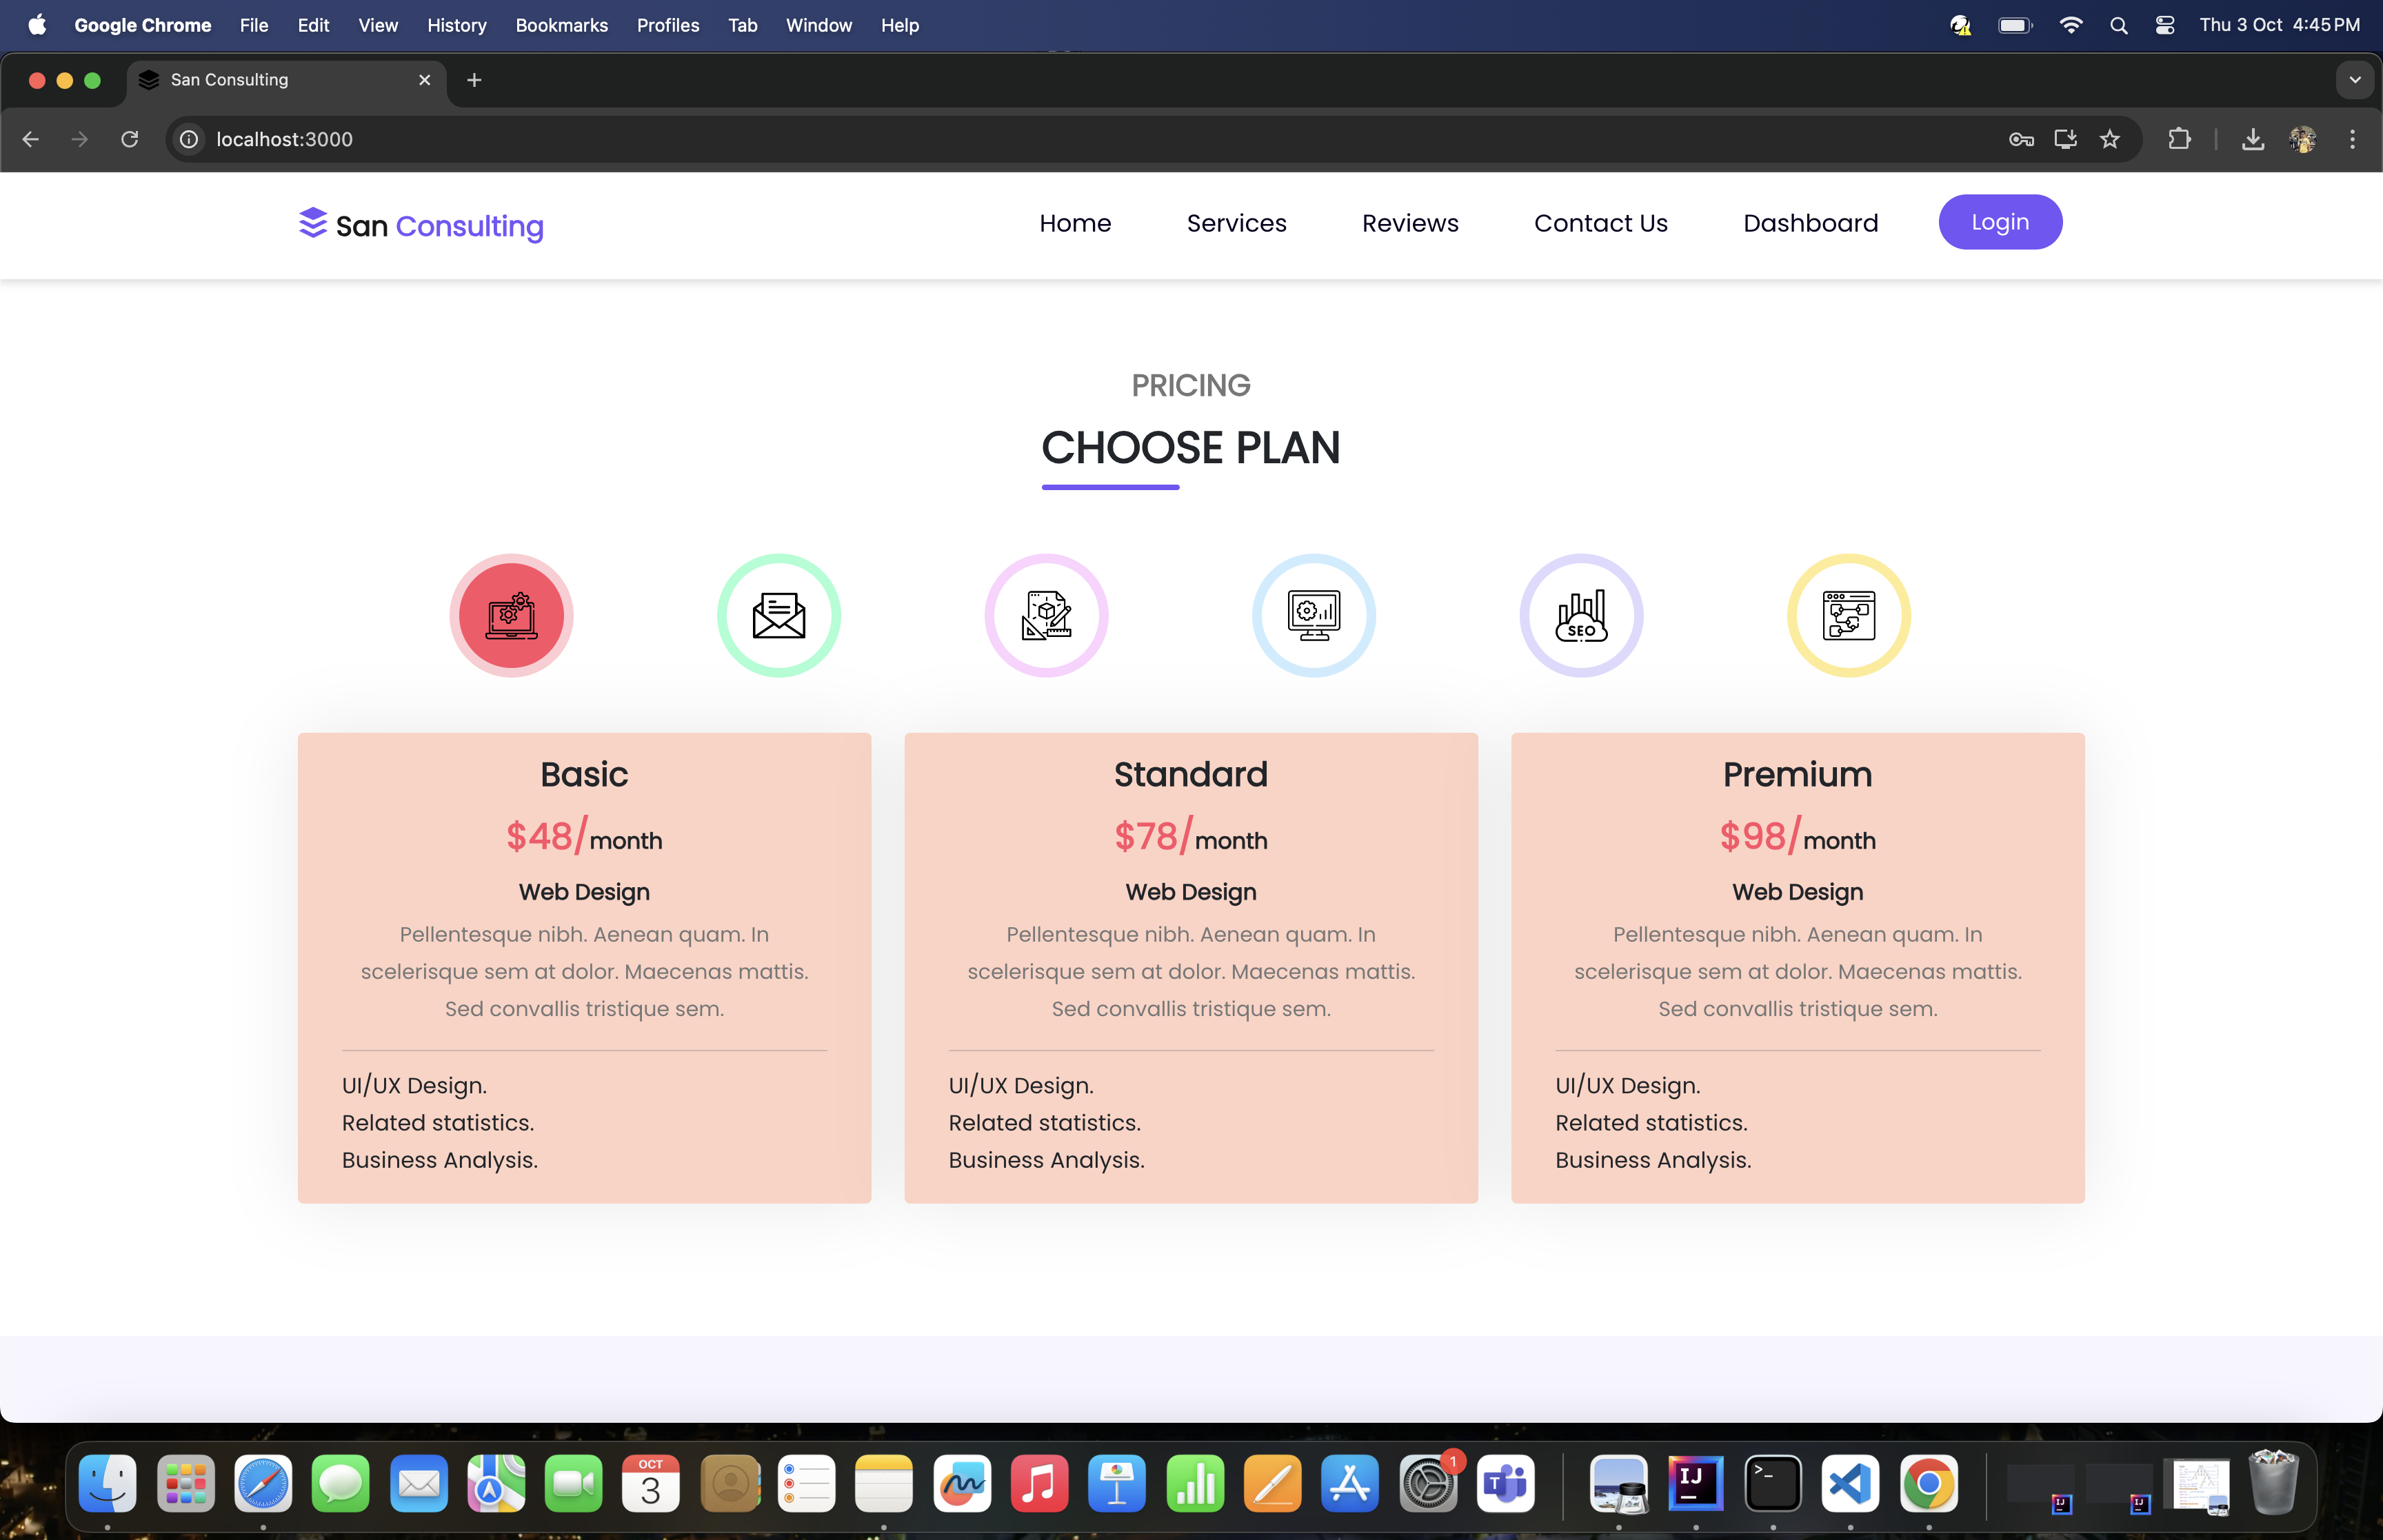 Google Chrome File Edit View History Bookmarks Profiles Tab Window Help Thu 3 Oct 4:45 PM
San Consulting
localhost:3000
San Consulting Home Services Reviews Contact Us Dashboard Login
PRICING
CHOOSE PLAN
SEO
Basic
$48/month
Web Design
Pellentesque nibh. Aenean quam. In
scelerisque sem at dolor. Maecenas mattis.
Sed convallis tristique sem.
UI/UX Design.
Related statistics.
Business Analysis.
Standard
$78/month
Web Design
Pellentesque nibh. Aenean quam. In
scelerisque sem at dolor. Maecenas mattis.
Sed convallis tristique sem.
UI/UX Design.
Related statistics.
Business Analysis.
Premium
$98/month
Web Design
Pellentesque nibh. Aenean quam. In
scelerisque sem at dolor. Maecenas mattis.
Sed convallis tristique sem.
UI/UX Design.
Related statistics.
Business Analysis.
OCT
3
1
T
IJ
>_
IJ
IJ